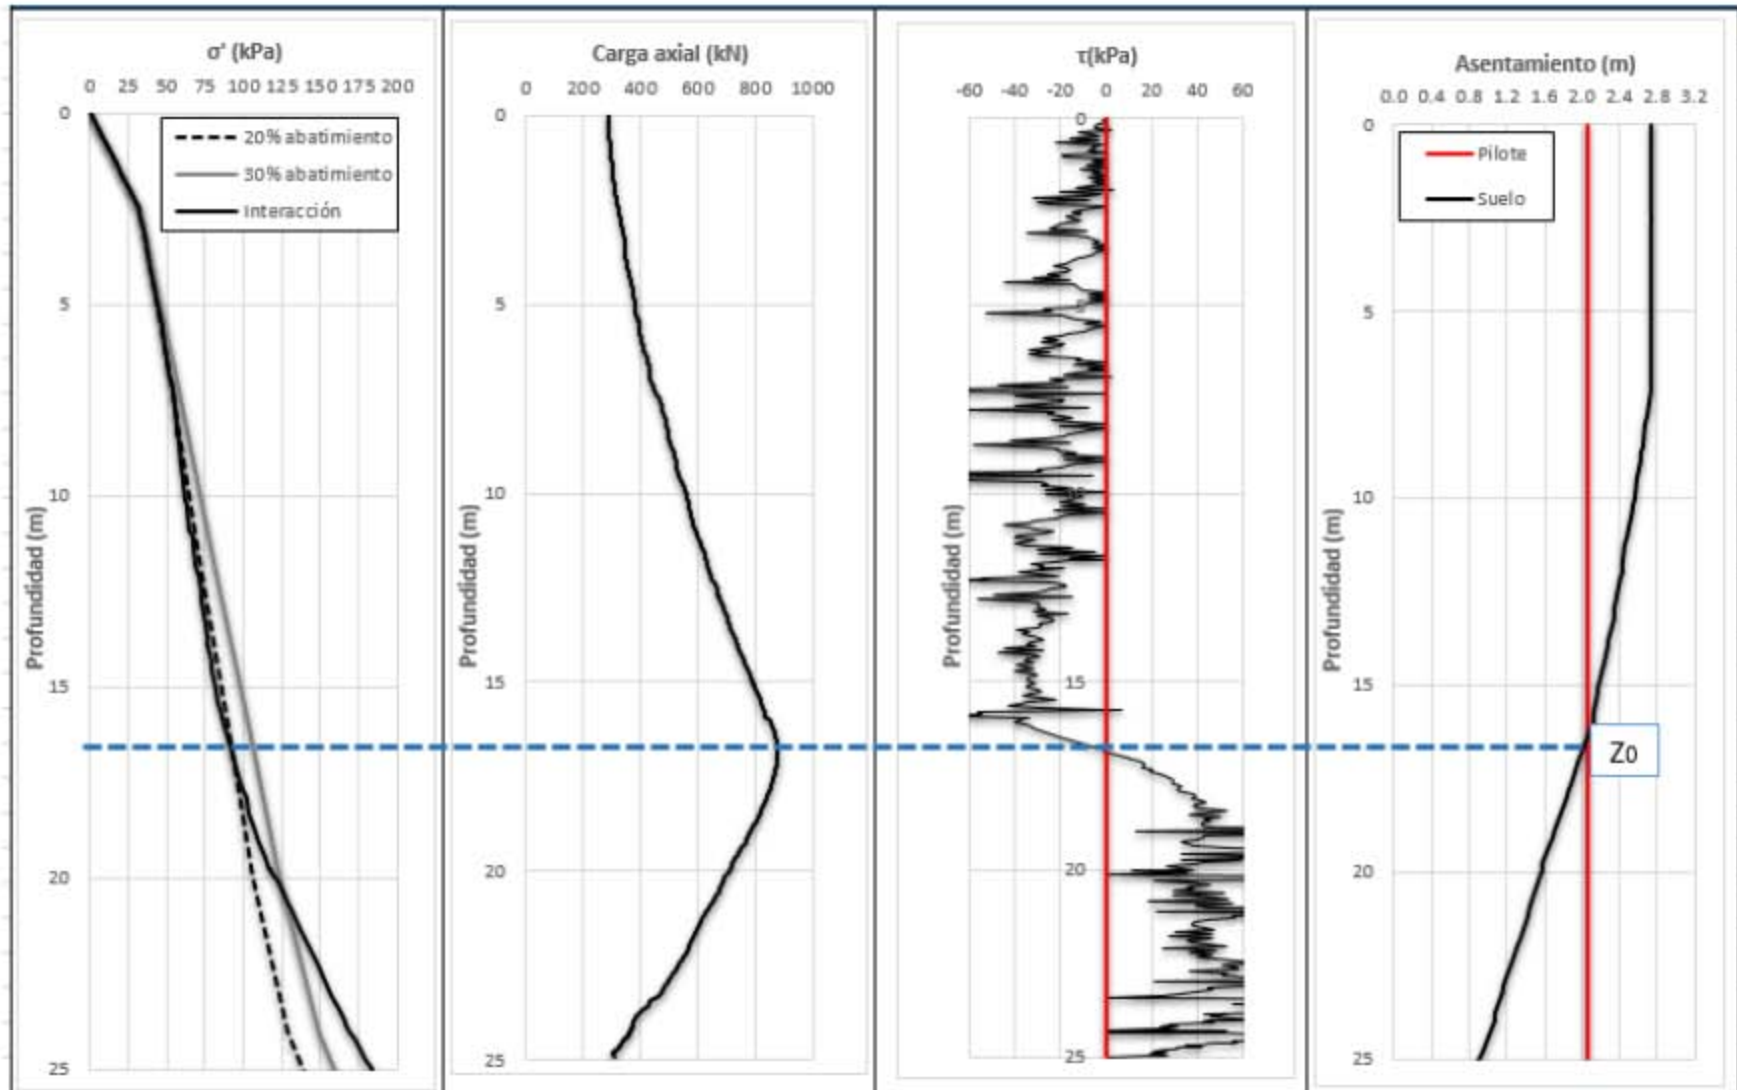 σ' (kPa)
0 25 50 75 100 125 150 175 200
0
5
10
15
20
25
Profundidad (m)
20% abatimiento
30% abatimiento
Interacción
Carga axial (kN)
0 200 400 600 800 1000
0
5
10
15
20
25
Profundidad (m)
τ(kPa)
-60 -40 -20 0 20 40 60
0
15
20
25
Profundidad (m)
Asentamiento (m)
0.0 0.4 0.8 1.2 1.6 2.0 2.4 2.8 3.2
0
5
10
15
20
25
Profundidad (m)
Pilote
Suelo
Z0